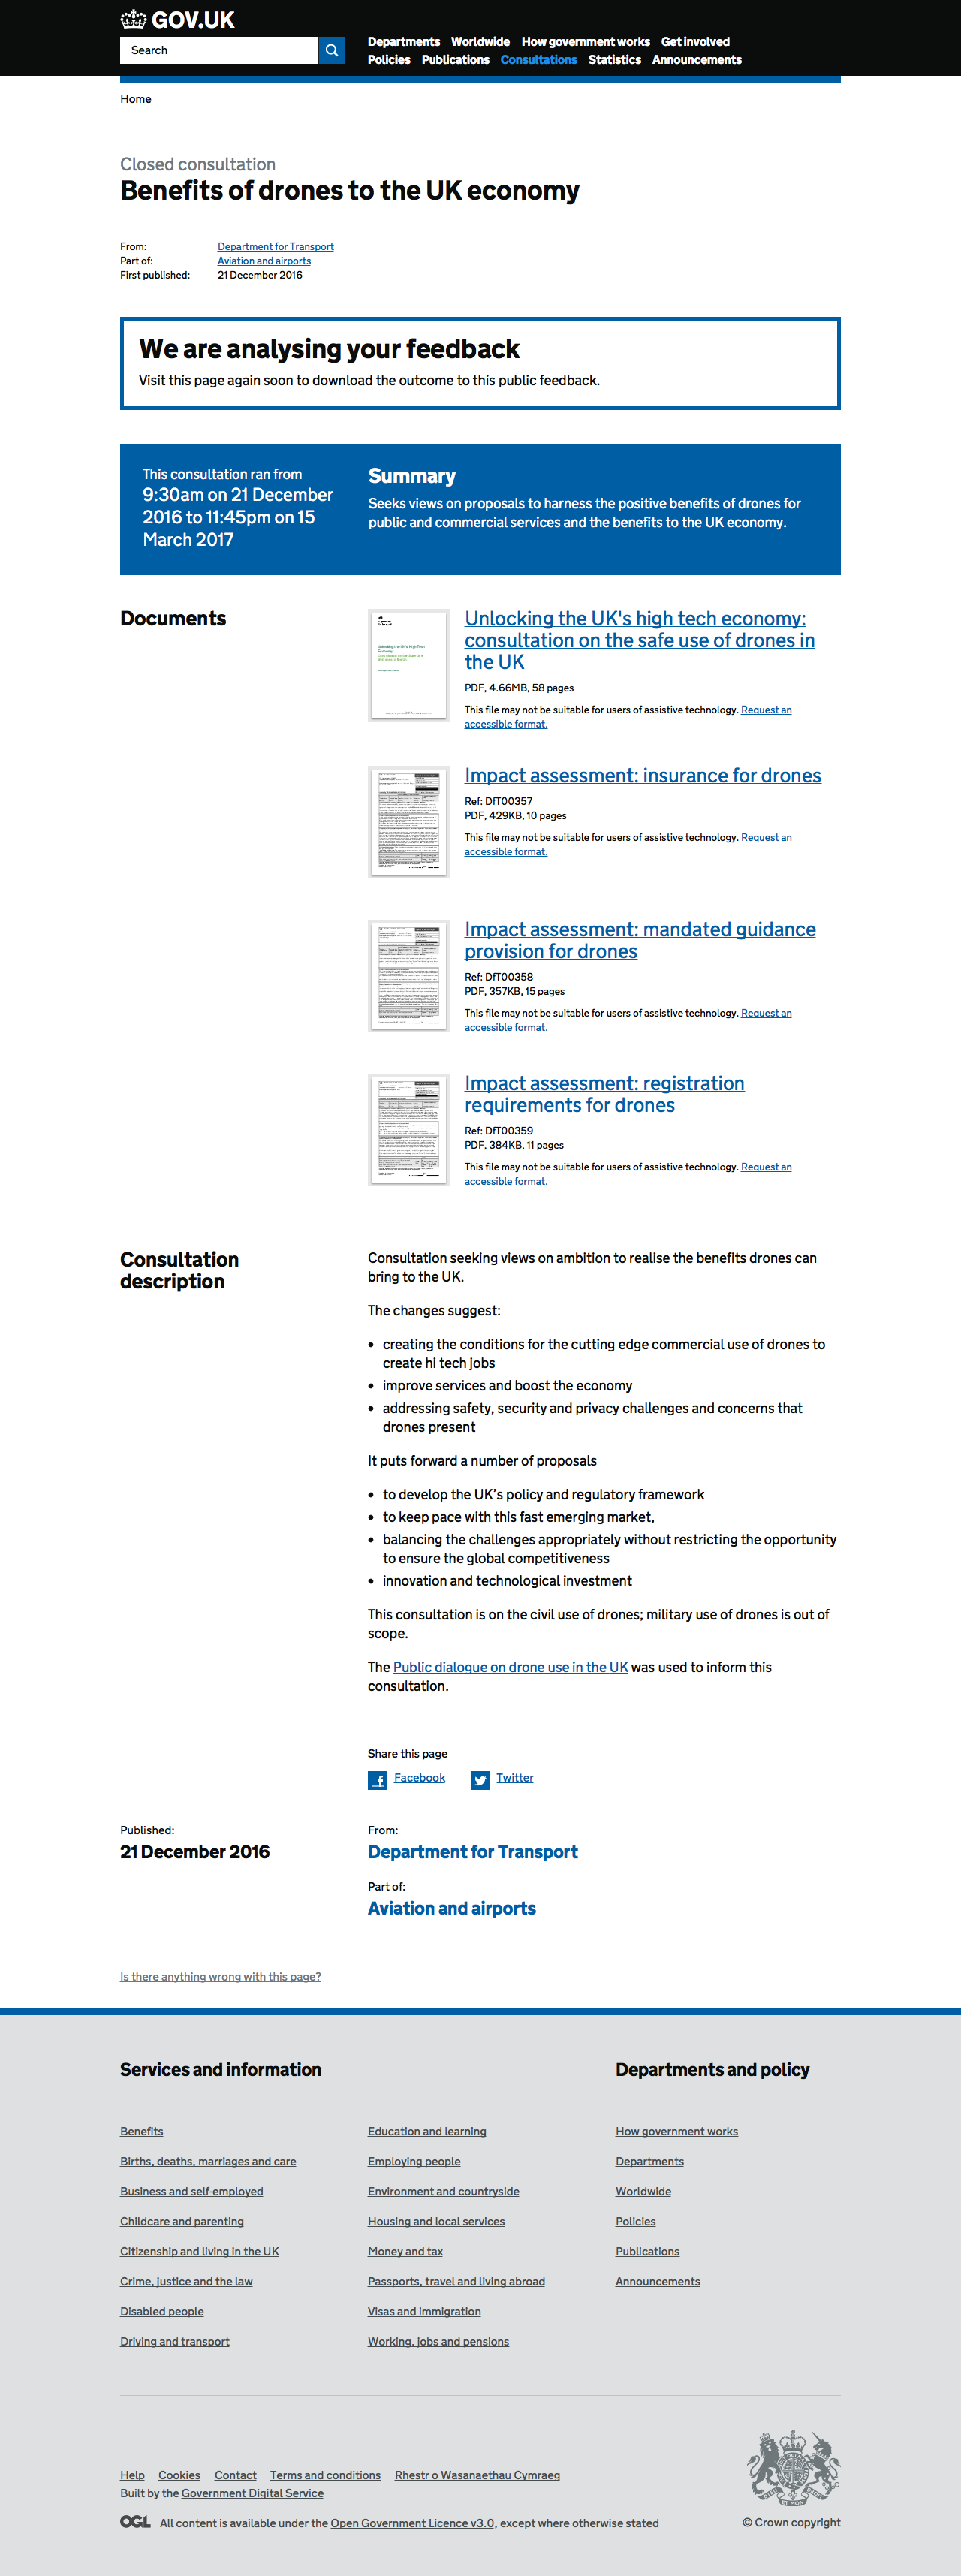 GOV.UK
Search
Departments Worldwide How government works Get involved
Policies Publications Consultations Statistics Announcements
Home
Closed consultation
Benefits of drones to the UK economy
From: Department for Transport
Part of: Aviation and airports
First published: 21 December 2016
We are analysing your feedback
Visit this page again soon to download the outcome to this public feedback.
This consultation ran from
9:30am on 21 December
2016 to 11:45pm on 15
March 2017
Summary
Seeks views on proposals to harness the positive benefits of drones for
public and commercial services and the benefits to the UK economy.
Documents
Unlocking the UK's high tech economy:
consultation on the safe use of drones in
the UK
PDF, 4.66MB, 58 pages
This file may not be suitable for users of assistive technology. Request an
accessible format.
Impact assessment: insurance for drones
Ref: DfT00357
PDF, 429KB, 10 pages
This file may not be suitable for users of assistive technology. Request an
accessible format.
Impact assessment: mandated guidance
provision for drones
Ref: DfT00358
PDF, 357KB, 15 pages
This file may not be suitable for users of assistive technology. Request an
accessible format.
Impact assessment: registration
requirements for drones
Ref: DfT00359
PDF, 384KB, 11 pages
This file may not be suitable for users of assistive technology. Request an
accessible format.
Consultation
description
Consultation seeking views on ambition to realise the benefits drones can
bring to the UK.
The changes suggest:
• creating the conditions for the cutting edge commercial use of drones to
create hi tech jobs
• improve services and boost the economy
• addressing safety, security and privacy challenges and concerns that
drones present
It puts forward a number of proposals
• to develop the UK's policy and regulatory framework
• to keep pace with this fast emerging market,
• balancing the challenges appropriately without restricting the opportunity
to ensure the global competitiveness
• innovation and technological investment
This consultation is on the civil use of drones; military use of drones is out of
scope.
The Public dialogue on drone use in the UK was used to inform this
consultation.
Share this page
Facebook Twitter
Published:
21 December 2016
From:
Department for Transport
Part of:
Aviation and airports
Is there anything wrong with this page?
Services and information
Benefits
Births, deaths, marriages and care
Business and self-employed
Childcare and parenting
Citizenship and living in the UK
Crime, justice and the law
Disabled people
Driving and transport
Education and learning
Employing people
Environment and countryside
Housing and local services
Money and tax
Passports, travel and living abroad
Visas and immigration
Working, jobs and pensions
Departments and policy
How government works
Departments
Worldwide
Policies
Publications
Announcements
Help Cookies Contact Terms and conditions Rhestr o Wasanaethau Cymraeg
Built by the Government Digital Service
OGL All content is available under the Open Government Licence v3.0, except where otherwise stated
© Crown copyright